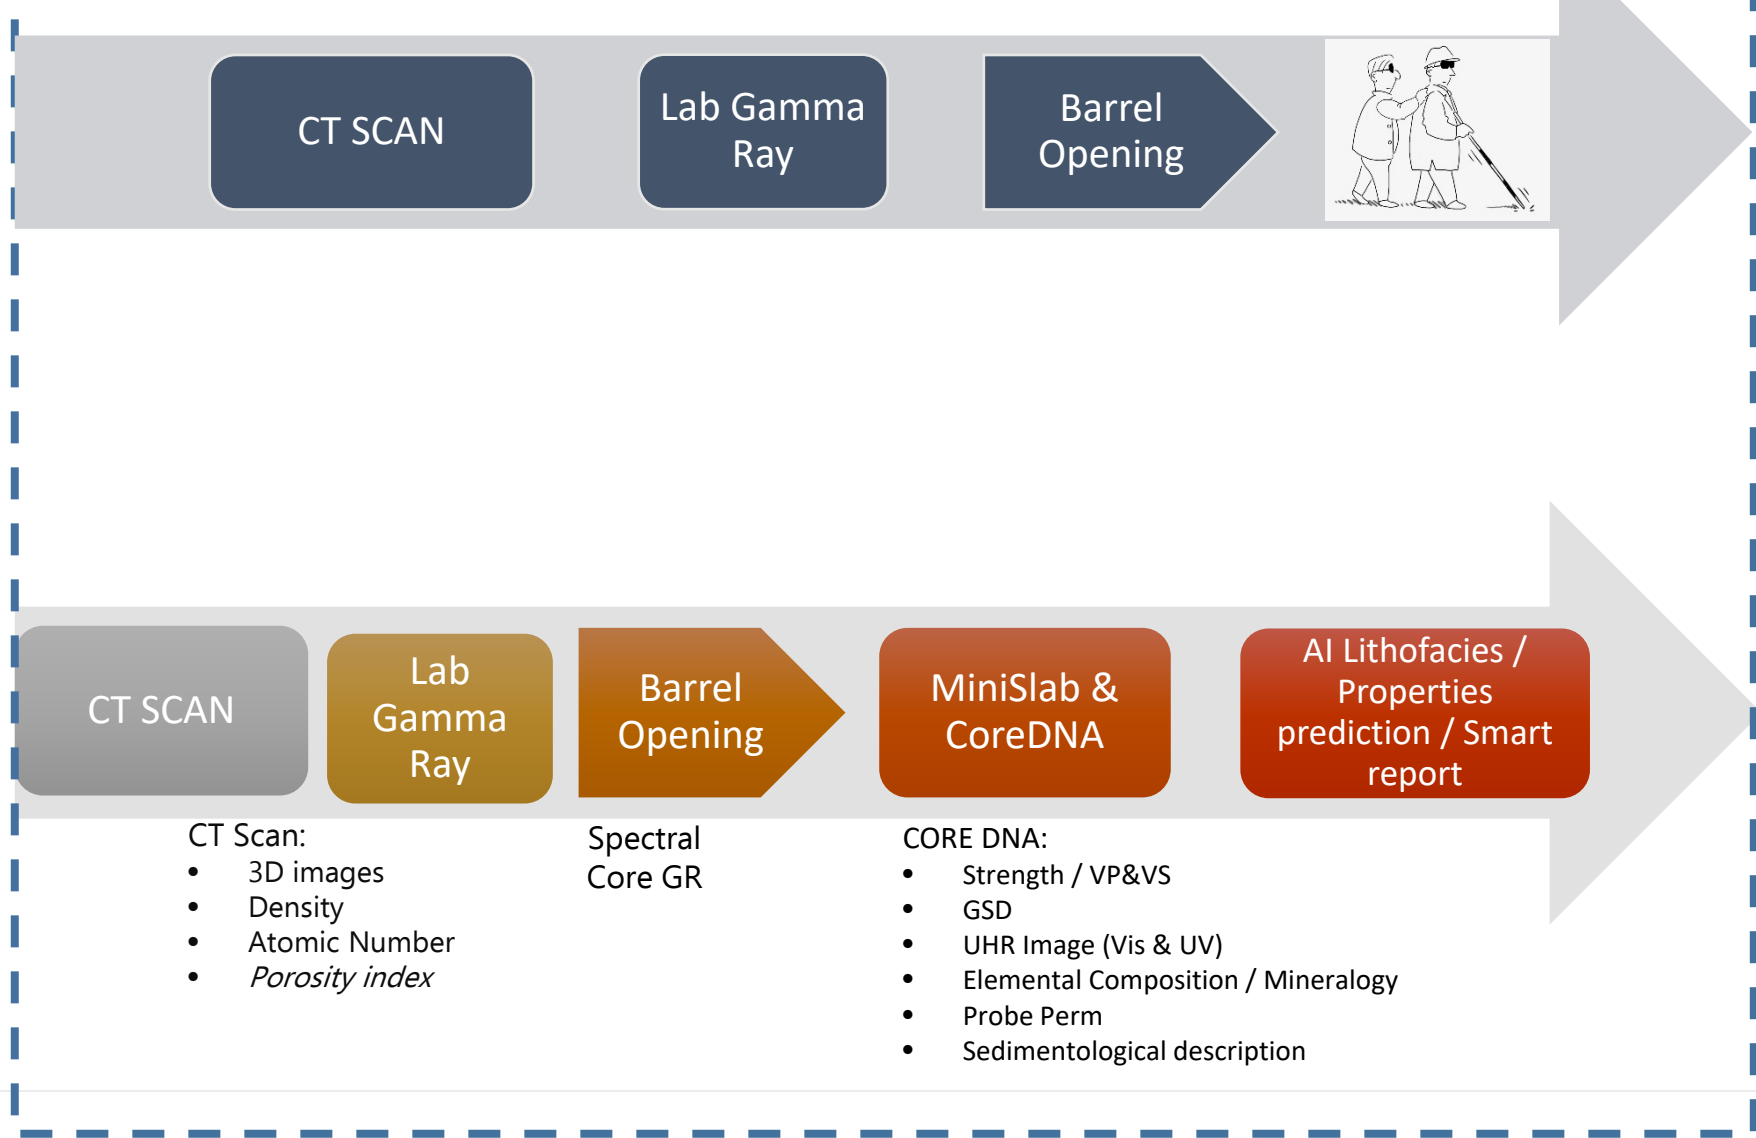 CT SCAN
Lab Gamma
Ray
Barrel
Opening
CT SCAN
Lab
Gamma
Ray
Barrel
Opening
MiniSlab &
CoreDNA
AI Lithofacies /
Properties
prediction / Smart
report
CT Scan:
• 3D images
• Density
• Atomic Number
• Porosity index
Spectral
Core GR
CORE DNA:
• Strength / VP&VS
• GSD
• UHR Image (Vis & UV)
• Elemental Composition / Mineralogy
• Probe Perm
• Sedimentological description